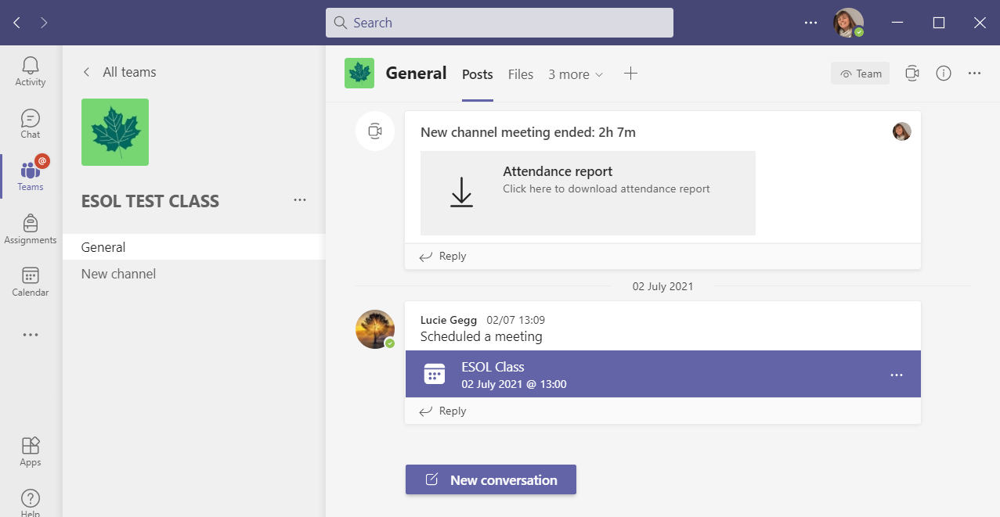 Search
Activity
Chat
@
Teams
Assignments
Calendar
Apps
Help
All teams
ESOL TEST CLASS
General
New channel
General Posts Files 3 more
Team
New channel meeting ended: 2h 7m
Attendance report
Click here to download attendance report
Reply
02 July 2021
Lucie Gegg 02/07 13:09
Scheduled a meeting
ESOL Class
02 July 2021 @ 13:00
Reply
New conversation